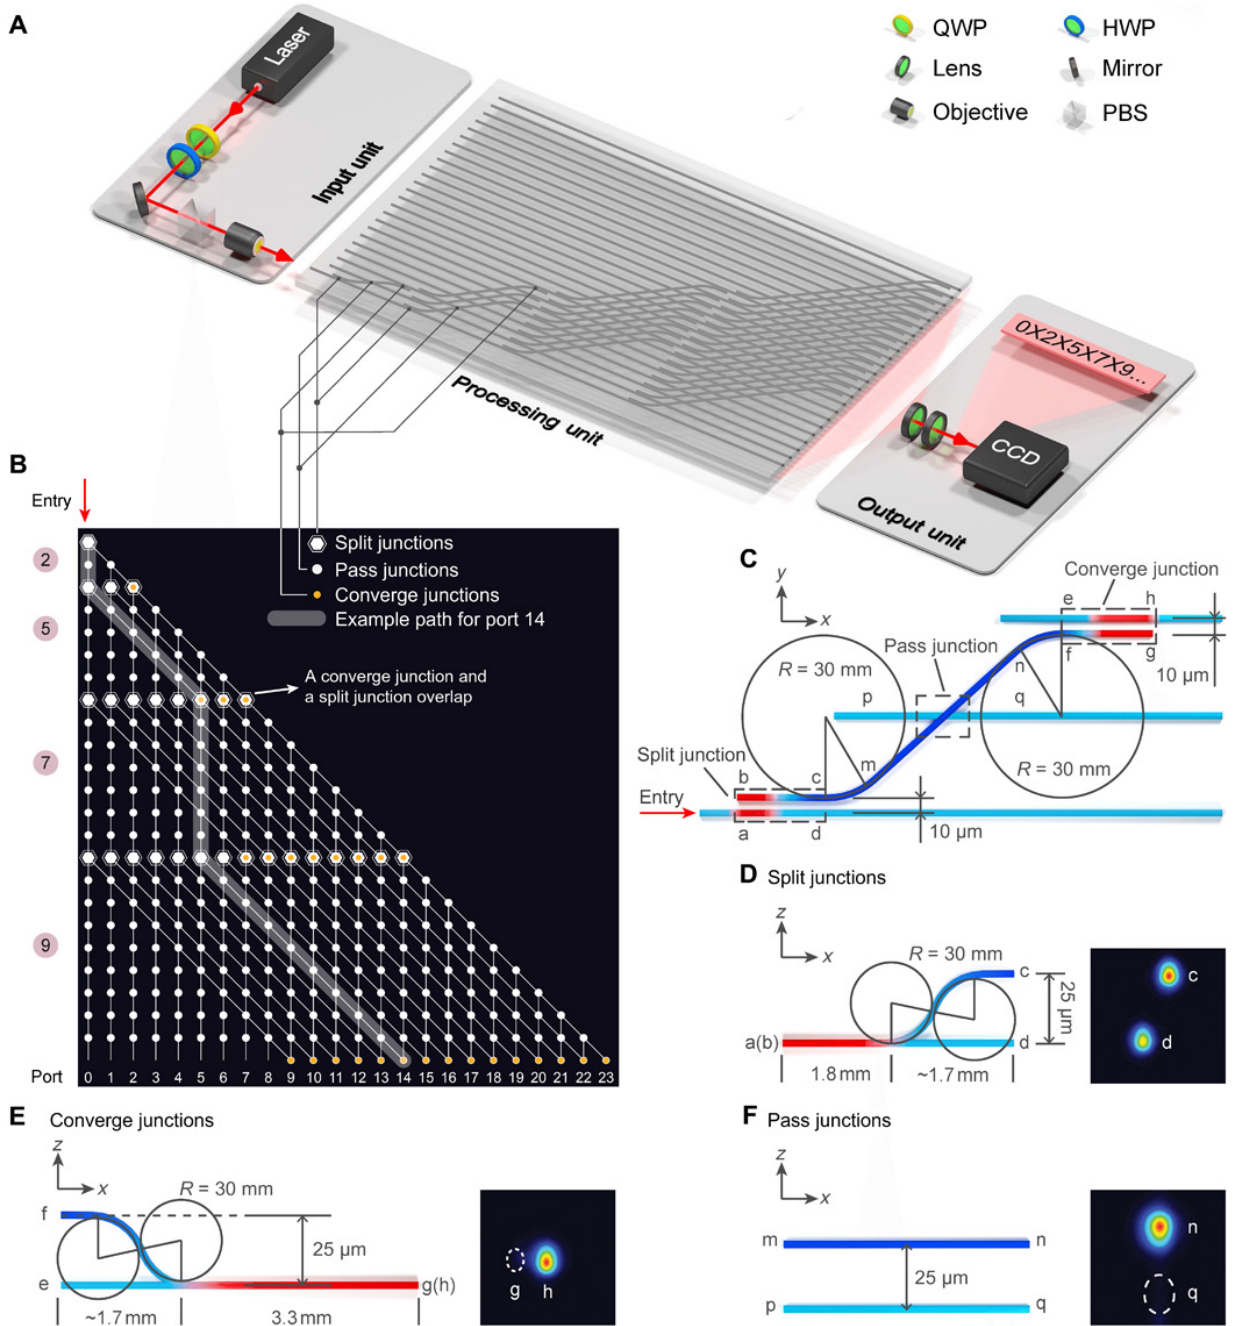 A
Laser
Input unit
QWP
HWP
Lens
Mirror
Objective
PBS
Processing unit
0X2X5X7X9...
CCD
Output unit
B
Entry
2
5
7
9
Split junctions
Pass junctions
Converge junctions
Example path for port 14
A converge junction and
a split junction overlap
Port 0 1 2 3 4 5 6 7 8 9 10 11 12 13 14 15 16 17 18 19 20 21 22 23
C
y
x
Converge junction
e h
Pass junction
R = 30 mm
n f g
10 µm
p q
Split junction
m
R = 30 mm
b c
Entry
a d
10 µm
D Split junctions
z
x
R = 30 mm
c
25 µm
a(b) d
1.8 mm ~1.7 mm
c
d
E Converge junctions
z
x
R = 30 mm
f
25 µm
e g(h)
~1.7 mm 3.3 mm
g h
F Pass junctions
z
x
m n
25 µm
p q
n
q